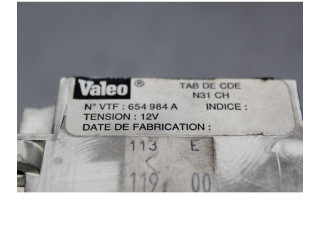 Valeo ® TAB DE CDE
N31 CH
N° VTF : 654 984 A INDICE :
TENSION : 12V
DATE DE FABRICATION :
113 E
119 00